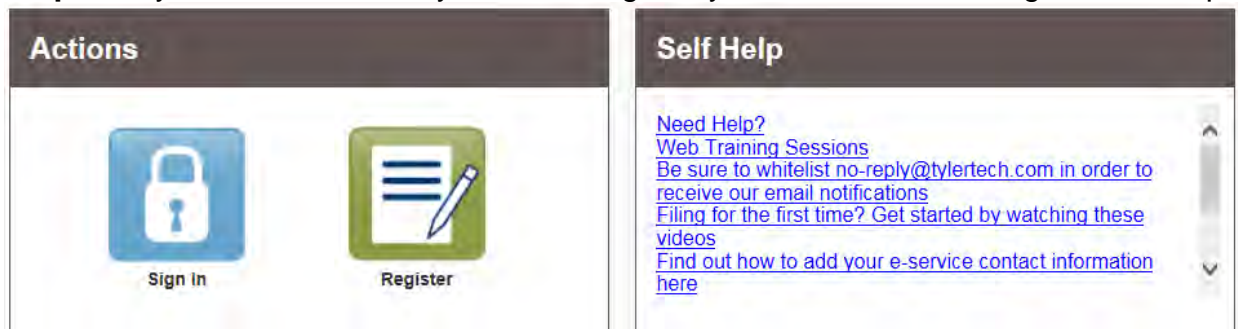 Actions
Self Help
Need Help?
Web Training Sessions
Be sure to whitelist no-reply@tylertech.com in order to
receive our email notifications
Filing for the first time? Get started by watching these
videos
Find out how to add your e-service contact information
here
Sign In
Register